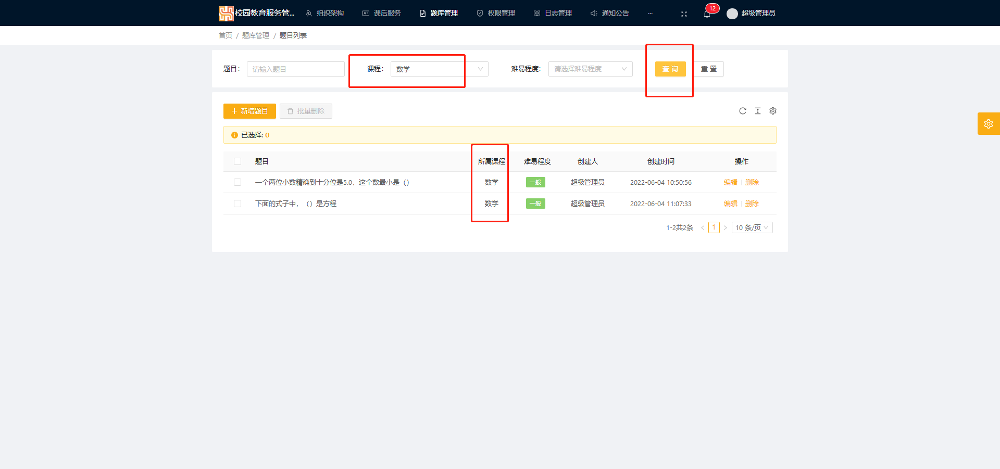 校园教育服务管... 组织架构 课后服务 题库管理 权限管理 日志管理 通知公告 ··· 12 超级管理员
首页 / 题库管理 / 题目列表
题目: 请输入题目 课程: 数学 难易程度: 请选择难易程度 查 询 重 置
新增题目 批量删除
已选择: 0
题目 所属课程 难易程度 创建人 创建时间 操作
一个两位小数精确到十分位是5.0，这个数最小是（） 数学 一般 超级管理员 2022-06-04 10:50:56 编辑 删除
下面的式子中，（）是方程 数学 一般 超级管理员 2022-06-04 11:07:33 编辑 删除
1-2共2条 < 1 > 10 条/页